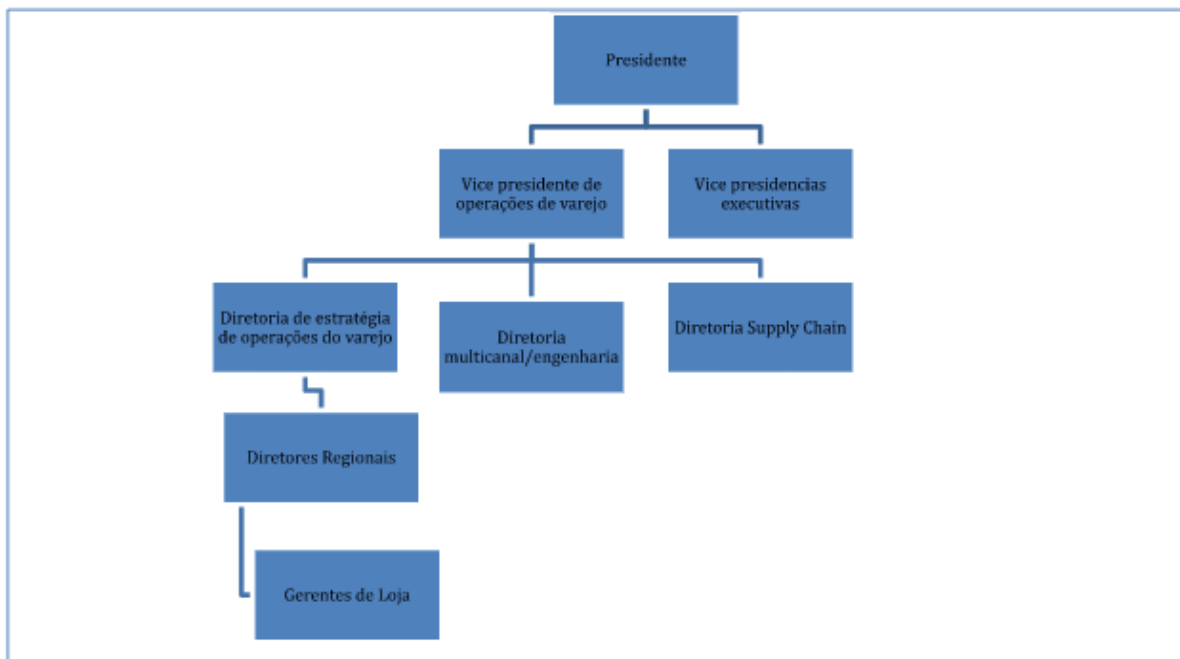 Presidente
Vice presidente de
operações de varejo
Vice presidencias
executivas
Diretoria de estratégia
de operações do varejo
Diretoria
multicanal/engenharia
Diretoria Supply Chain
Diretores Regionais
Gerentes de Loja